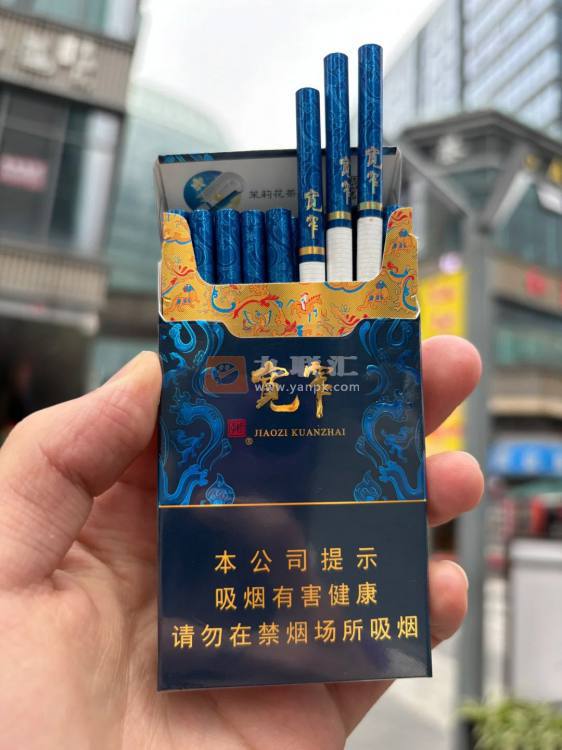 茉莉花茶
宽窄
宽窄
宽窄
九联汇
www.yanpk.com
宽窄
® JIAOZI KUANZHAI
本公司提示
吸烟有害健康
请勿在禁烟场所吸烟